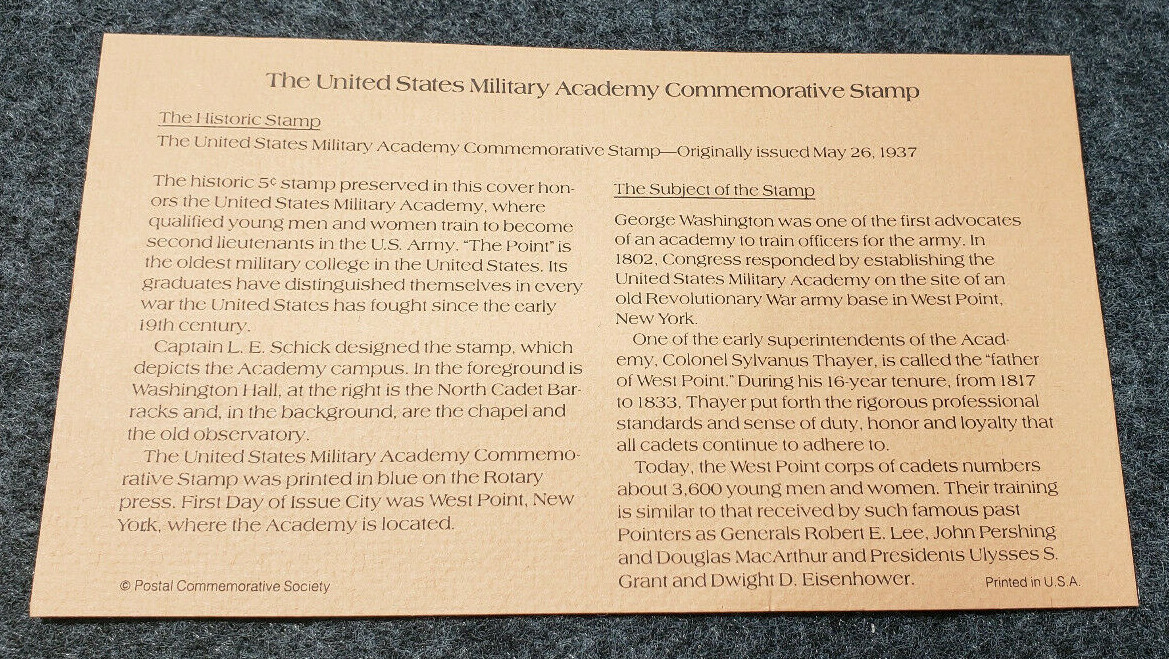 The United States Military Academy Commemorative Stamp
The Historic Stamp
The United States Military Academy Commemorative Stamp—Originally issued May 26, 1937
The historic 5¢ stamp preserved in this cover hon-
ors the United States Military Academy, where
qualified young men and women train to become
second lieutenants in the U.S. Army. "The Point" is
the oldest military college in the United States. Its
graduates have distinguished themselves in every
war the United States has fought since the early
19th century.
Captain L. E. Schick designed the stamp, which
depicts the Academy campus. In the foreground is
Washington Hall, at the right is the North Cadet Bar-
racks and, in the background, are the chapel and
the old observatory.
The United States Military Academy Commemo-
rative Stamp was printed in blue on the Rotary
press. First Day of Issue City was West Point, New
York, where the Academy is located.
© Postal Commemorative Society
The Subject of the Stamp
George Washington was one of the first advocates
of an academy to train officers for the army. In
1802, Congress responded by establishing the
United States Military Academy on the site of an
old Revolutionary War army base in West Point,
New York.
One of the early superintendents of the Acad-
emy, Colonel Sylvanus Thayer, is called the "father
of West Point." During his 16-year tenure, from 1817
to 1833, Thayer put forth the rigorous professional
standards and sense of duty, honor and loyalty that
all cadets continue to adhere to.
Today, the West Point corps of cadets numbers
about 3,600 young men and women. Their training
is similar to that received by such famous past
Pointers as Generals Robert E. Lee, John Pershing
and Douglas MacArthur and Presidents Ulysses S.
Grant and Dwight D. Eisenhower.
Printed in U.S.A.